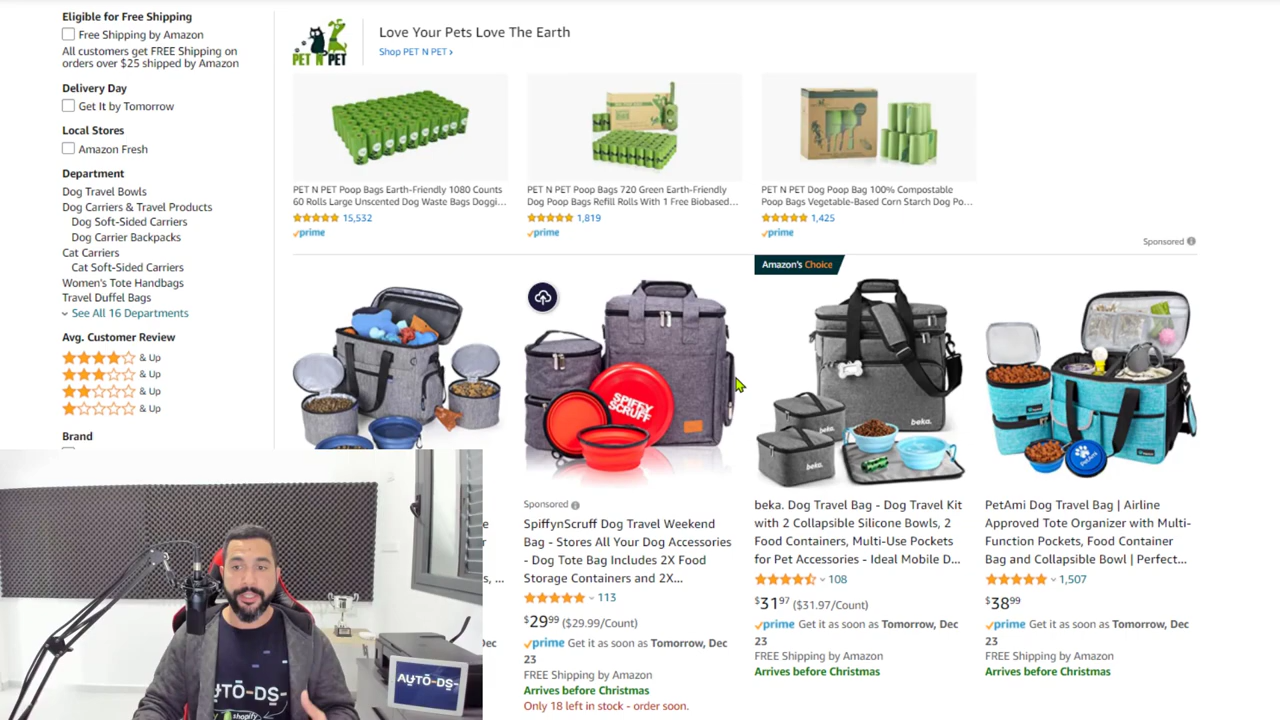 Eligible for Free Shipping
Free Shipping by Amazon
All customers get FREE Shipping on
orders over $25 shipped by Amazon
Delivery Day
Get It by Tomorrow
Local Stores
Amazon Fresh
Department
Dog Travel Bowls
Dog Carriers & Travel Products
Dog Soft-Sided Carriers
Dog Carrier Backpacks
Cat Carriers
Cat Soft-Sided Carriers
Women's Tote Handbags
Travel Duffel Bags
See All 16 Departments
Avg. Customer Review
& Up
& Up
& Up
& Up
Brand
PET N PET
Love Your Pets Love The Earth
Shop PET N PET ›
PET N PET Poop Bags Earth-Friendly 1080 Counts
60 Rolls Large Unscented Dog Waste Bags Doggi...
15,532
prime
PET N PET Poop Bags 720 Green Earth-Friendly
Dog Poop Bags Refill Rolls With 1 Free Biobased...
1,819
prime
PET N PET Dog Poop Bag 100% Compostable
Poop Bags Vegetable-Based Corn Starch Dog Po...
1,425
prime
Sponsored
Amazon's Choice
SPIFFY
SCRUFF
beka.
beka.
beka.
PetAmi
Sponsored
SpiffynScruff Dog Travel Weekend
Bag - Stores All Your Dog Accessories
- Dog Tote Bag Includes 2X Food
Storage Containers and 2X...
113
$29⁹⁹ ($29.99/Count)
prime Get it as soon as Tomorrow, Dec
23
FREE Shipping by Amazon
Arrives before Christmas
Only 18 left in stock - order soon.
beka. Dog Travel Bag - Dog Travel Kit
with 2 Collapsible Silicone Bowls, 2
Food Containers, Multi-Use Pockets
for Pet Accessories - Ideal Mobile D...
108
$31⁹⁷ ($31.97/Count)
prime Get it as soon as Tomorrow, Dec
23
FREE Shipping by Amazon
Arrives before Christmas
PetAmi Dog Travel Bag | Airline
Approved Tote Organizer with Multi-
Function Pockets, Food Container
Bag and Collapsible Bowl | Perfect...
1,507
$38⁹⁹
prime Get it as soon as Tomorrow, Dec
23
FREE Shipping by Amazon
Arrives before Christmas
AUTO-DS-
shopify
AUTO-DS-